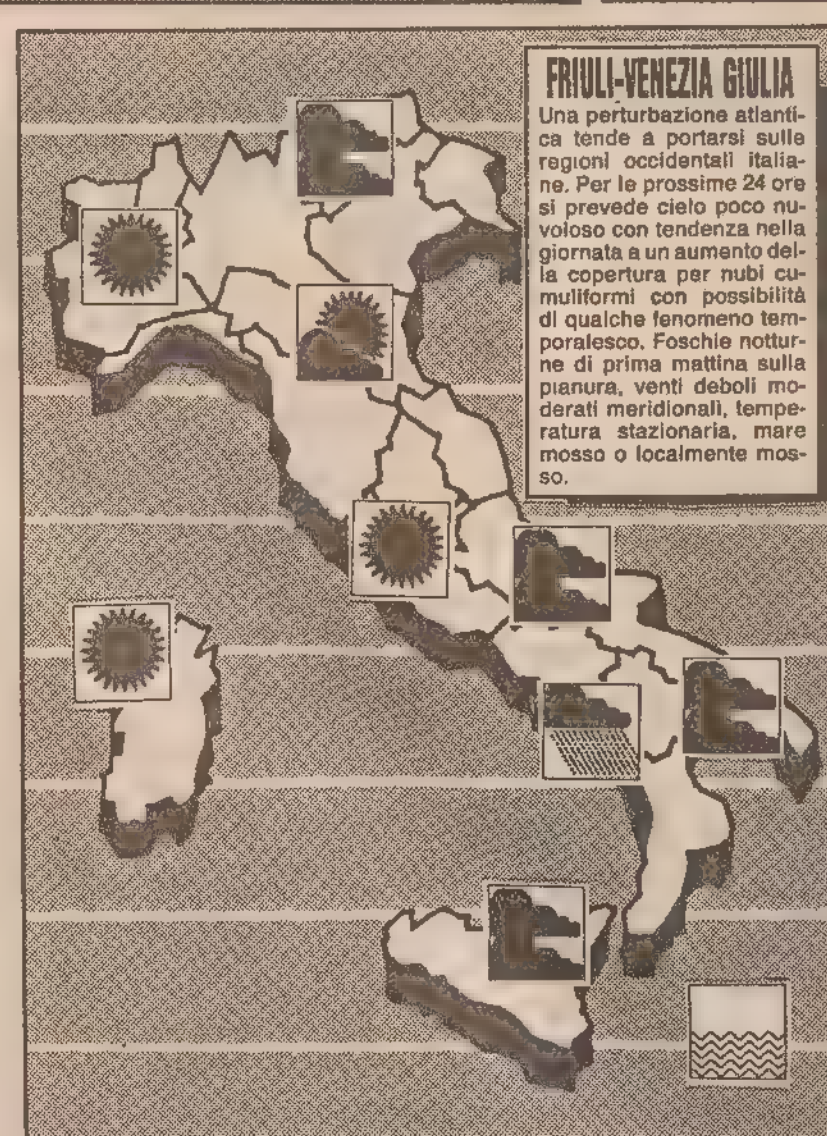 FRIULI-VENEZIA GIULIA
Una perturbazione atlanti-
ca tende a portarsi sulle
regioni occidentali italia-
ne. Per le prossime 24 ore
si prevede cielo poco nu-
voloso con tendenza nella
giornata a un aumento del-
la copertura per nubi cu-
muliformi con possibilità
di qualche fenomeno tem-
poralesco. Foschie nottur-
ne di prima mattina sulla
pianura, venti deboli mo-
derati meridionali, tempe-
ratura stazionaria, mare
mosso o localmente mos-
so.